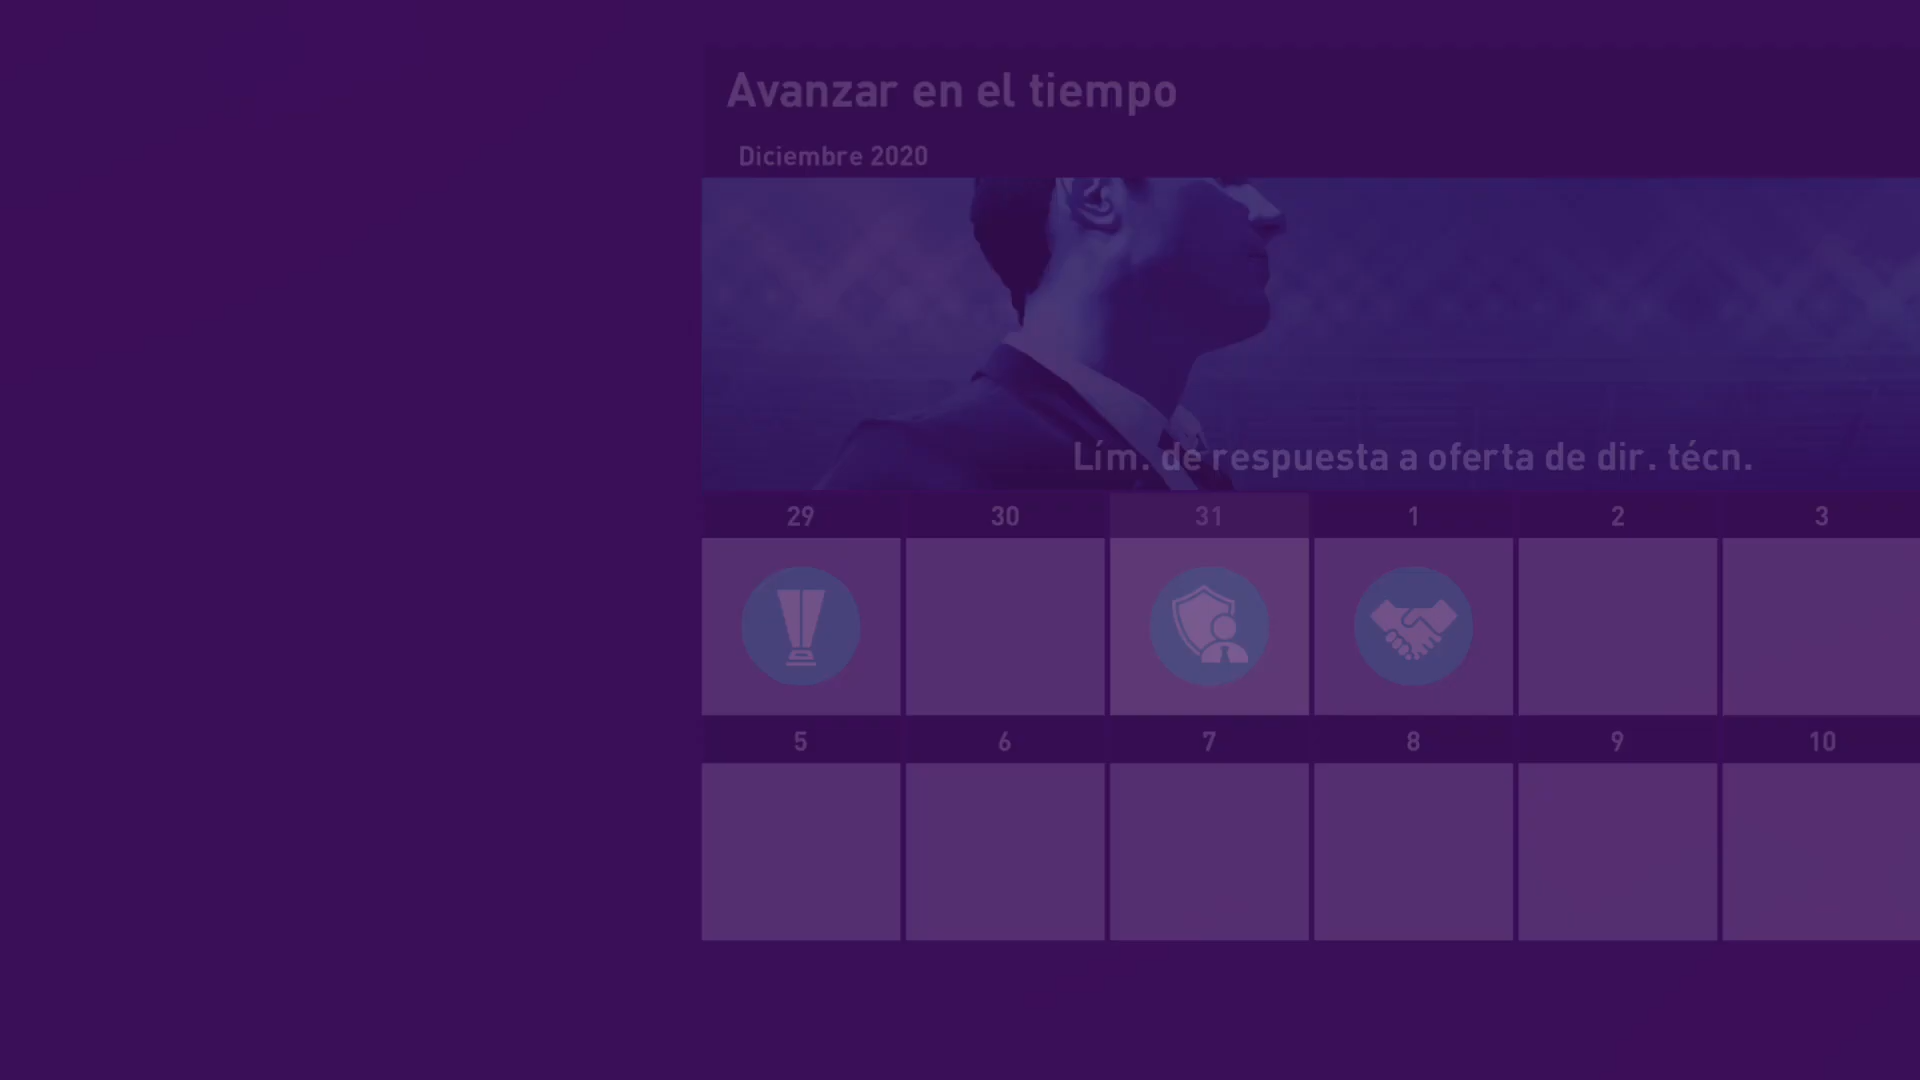 Avanzar en el tiempo
Diciembre 2020
Lím. de respuesta a oferta de dir. técn.
29 30 31 1 2 3
5 6 7 8 9 10